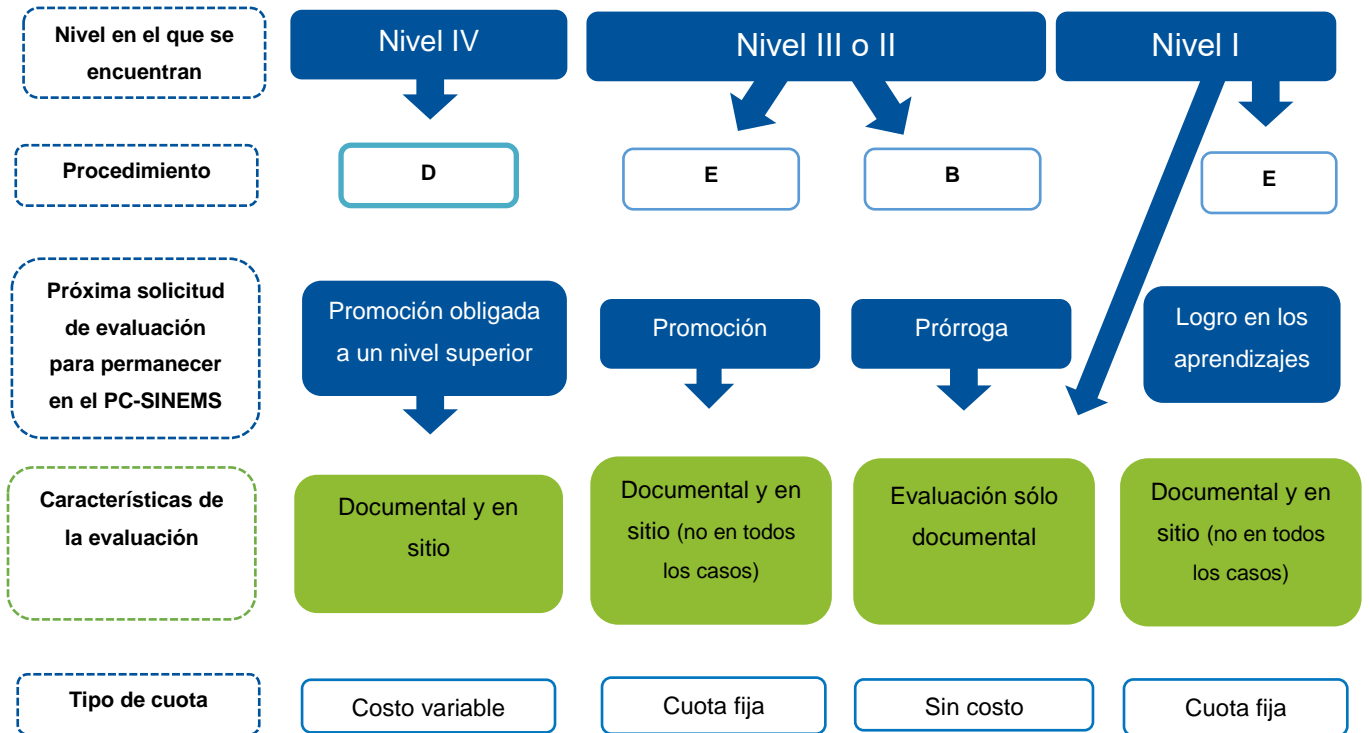 Nivel en el que se
encuentran
Nivel IV
Nivel III o II
Nivel I
Procedimiento
D
E
B
E
Próxima solicitud
de evaluación
para permanecer
en el PC-SINEMS
Promoción obligada
a un nivel superior
Promoción
Prórroga
Logro en los
aprendizajes
Características de
la evaluación
Documental y en
sitio
Documental y en
sitio (no en todos
los casos)
Evaluación sólo
documental
Documental y en
sitio (no en todos
los casos)
Tipo de cuota
Costo variable
Cuota fija
Sin costo
Cuota fija